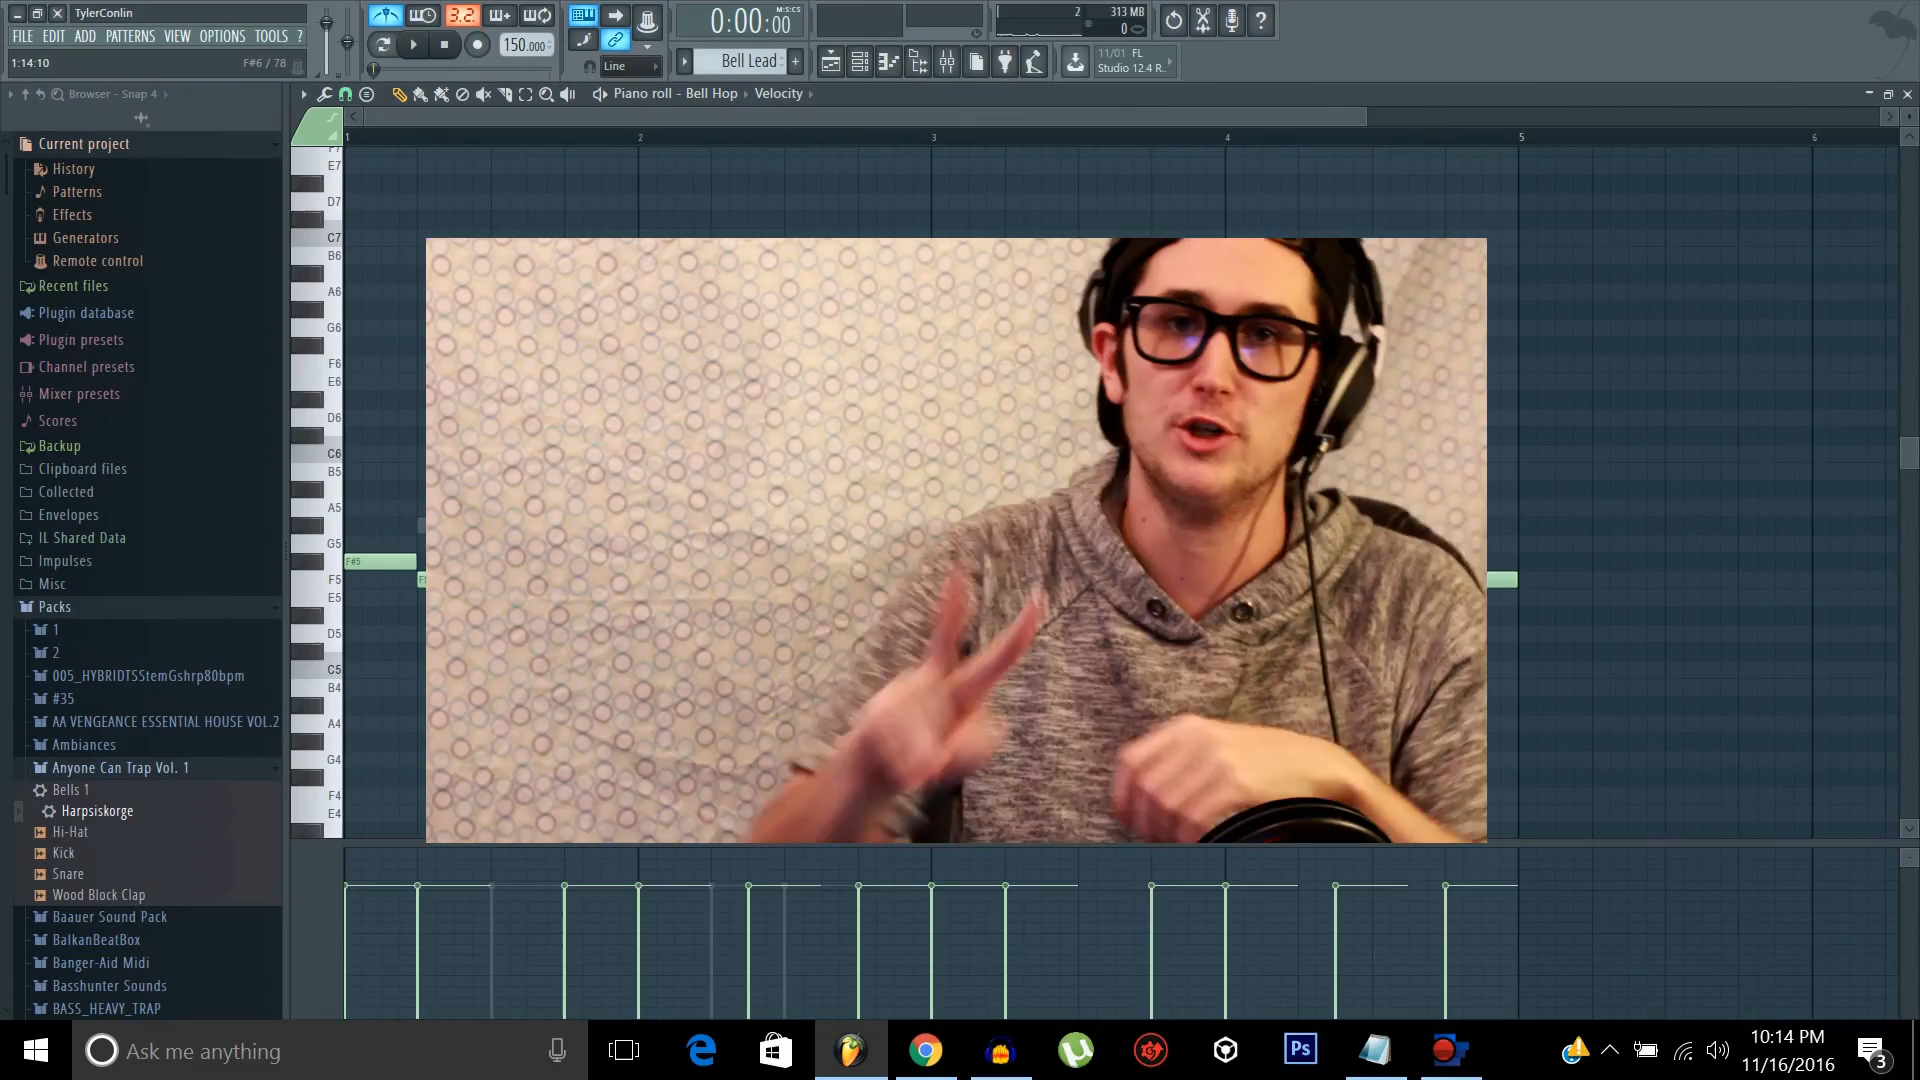 TylerConlin
FILE EDIT ADD PATTERNS VIEW OPTIONS TOOLS ?
1:14:10 F#6 / 78
3.2.
150.000
Line
0:00:00 M:S:CS
Bell Lead
2 313 MB
0
11/01 FL
Studio 12.4 R..
Browser - Snap 4
Piano roll - Bell Hop Velocity
1 2 3 4 5 6
Current project
History
Patterns
Effects
Generators
Remote control
Recent files
Plugin database
Plugin presets
Channel presets
Mixer presets
Scores
Backup
Clipboard files
Collected
Envelopes
IL Shared Data
Impulses
Misc
Packs
1
2
005_HYBRIDTSStemGshrp80bpm
#35
AA VENGEANCE ESSENTIAL HOUSE VOL.2
Ambiances
Anyone Can Trap Vol. 1
Bells 1
Harpsiskorge
Hi-Hat
Kick
Snare
Wood Block Clap
Baauer Sound Pack
BalkanBeatBox
Banger-Aid Midi
Basshunter Sounds
BASS_HEAVY_TRAP
F7
E7
D7
C7
B6
A6
G6
F6
E6
D6
C6
B5
A5
G5
F5
E5
D5
C5
B4
A4
G4
F4
E4
F#5
Ask me anything
Ps
10:14 PM
11/16/2016
3